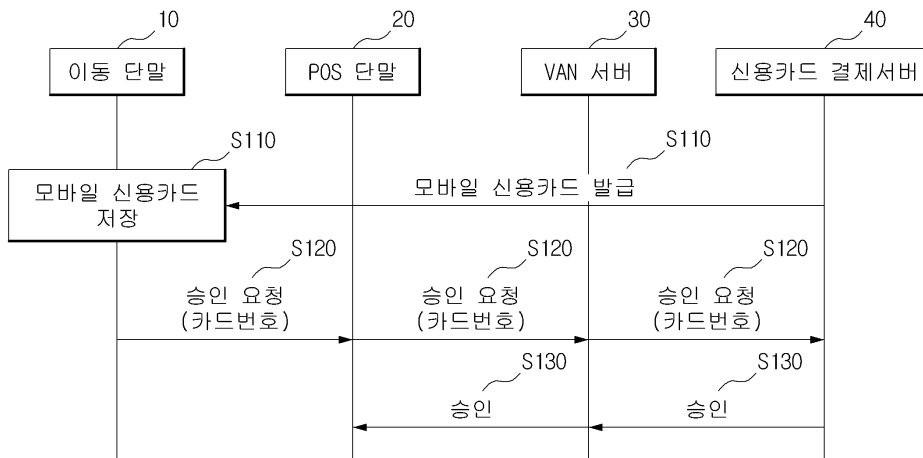 10
20
30
40
이동 단말
POS 단말
VAN 서버
신용카드 결제서버
S110
S110
모바일 신용카드
저장
모바일 신용카드 발급
S120
S120
S120
승인 요청
(카드번호)
승인 요청
(카드번호)
승인 요청
(카드번호)
S130
S130
승인
승인